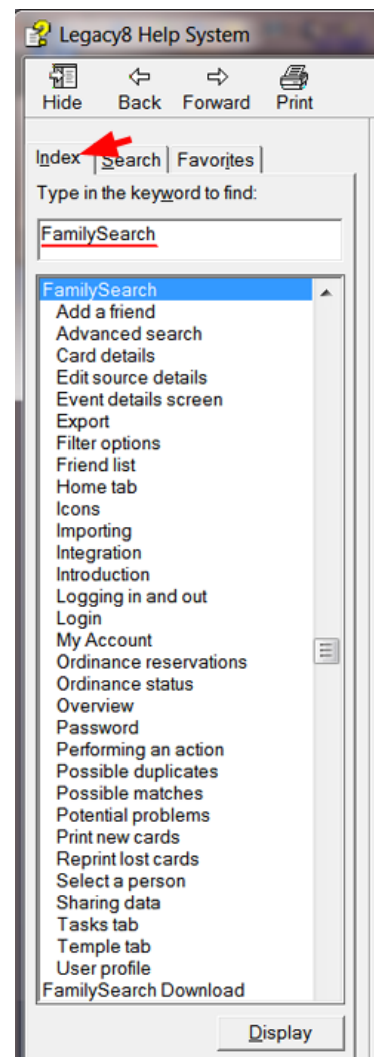 Legacy8 Help System
Hide Back Forward Print
Index Search Favorites
Type in the keyword to find:
FamilySearch
FamilySearch
Add a friend
Advanced search
Card details
Edit source details
Event details screen
Export
Filter options
Friend list
Home tab
Icons
Importing
Integration
Introduction
Logging in and out
Login
My Account
Ordinance reservations
Ordinance status
Overview
Password
Performing an action
Possible duplicates
Possible matches
Potential problems
Print new cards
Reprint lost cards
Select a person
Sharing data
Tasks tab
Temple tab
User profile
FamilySearch Download
Display